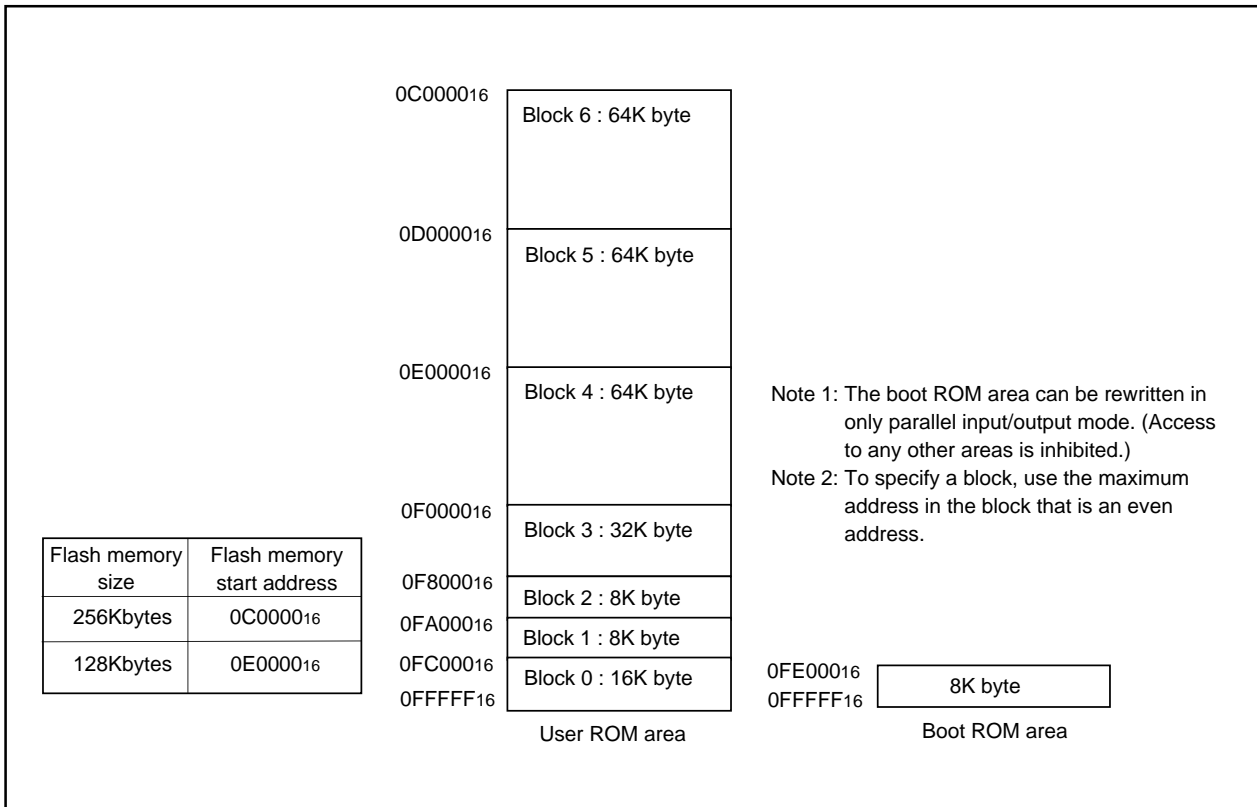 0C000016
Block 6 : 64K byte
0D000016
Block 5 : 64K byte
0E000016
Block 4 : 64K byte
0F000016
Block 3 : 32K byte
0F800016
Block 2 : 8K byte
0FA00016
Block 1 : 8K byte
0FC00016
Block 0 : 16K byte
0FFFFF16
User ROM area
Flash memory size
Flash memory start address
256Kbytes
0C000016
128Kbytes
0E000016
Note 1: The boot ROM area can be rewritten in
only parallel input/output mode. (Access
to any other areas is inhibited.)
Note 2: To specify a block, use the maximum
address in the block that is an even
address.
0FE00016
8K byte
0FFFFF16
Boot ROM area